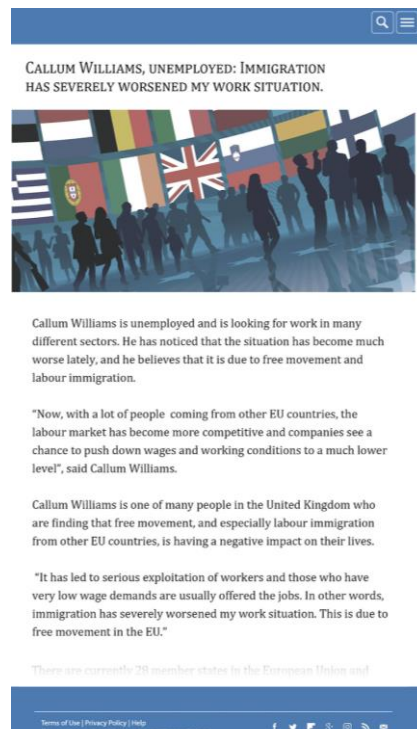 CALLUM WILLIAMS, UNEMPLOYED: IMMIGRATION
HAS SEVERELY WORSENED MY WORK SITUATION.
Callum Williams is unemployed and is looking for work in many
different sectors. He has noticed that the situation has become much
worse lately, and he believes that it is due to free movement and
labour immigration.
“Now, with a lot of people coming from other EU countries, the
labour market has become more competitive and companies see a
chance to push down wages and working conditions to a much lower
level”, said Callum Williams.
Callum Williams is one of many people in the United Kingdom who
are finding that free movement, and especially labour immigration
from other EU countries, is having a negative impact on their lives.
“It has led to serious exploitation of workers and those who have
very low wage demands are usually offered the jobs. In other words,
immigration has severely worsened my work situation. This is due to
free movement in the EU.”
There are currently 28 member states in the European Union and
Terms of Use | Privacy Policy | Help